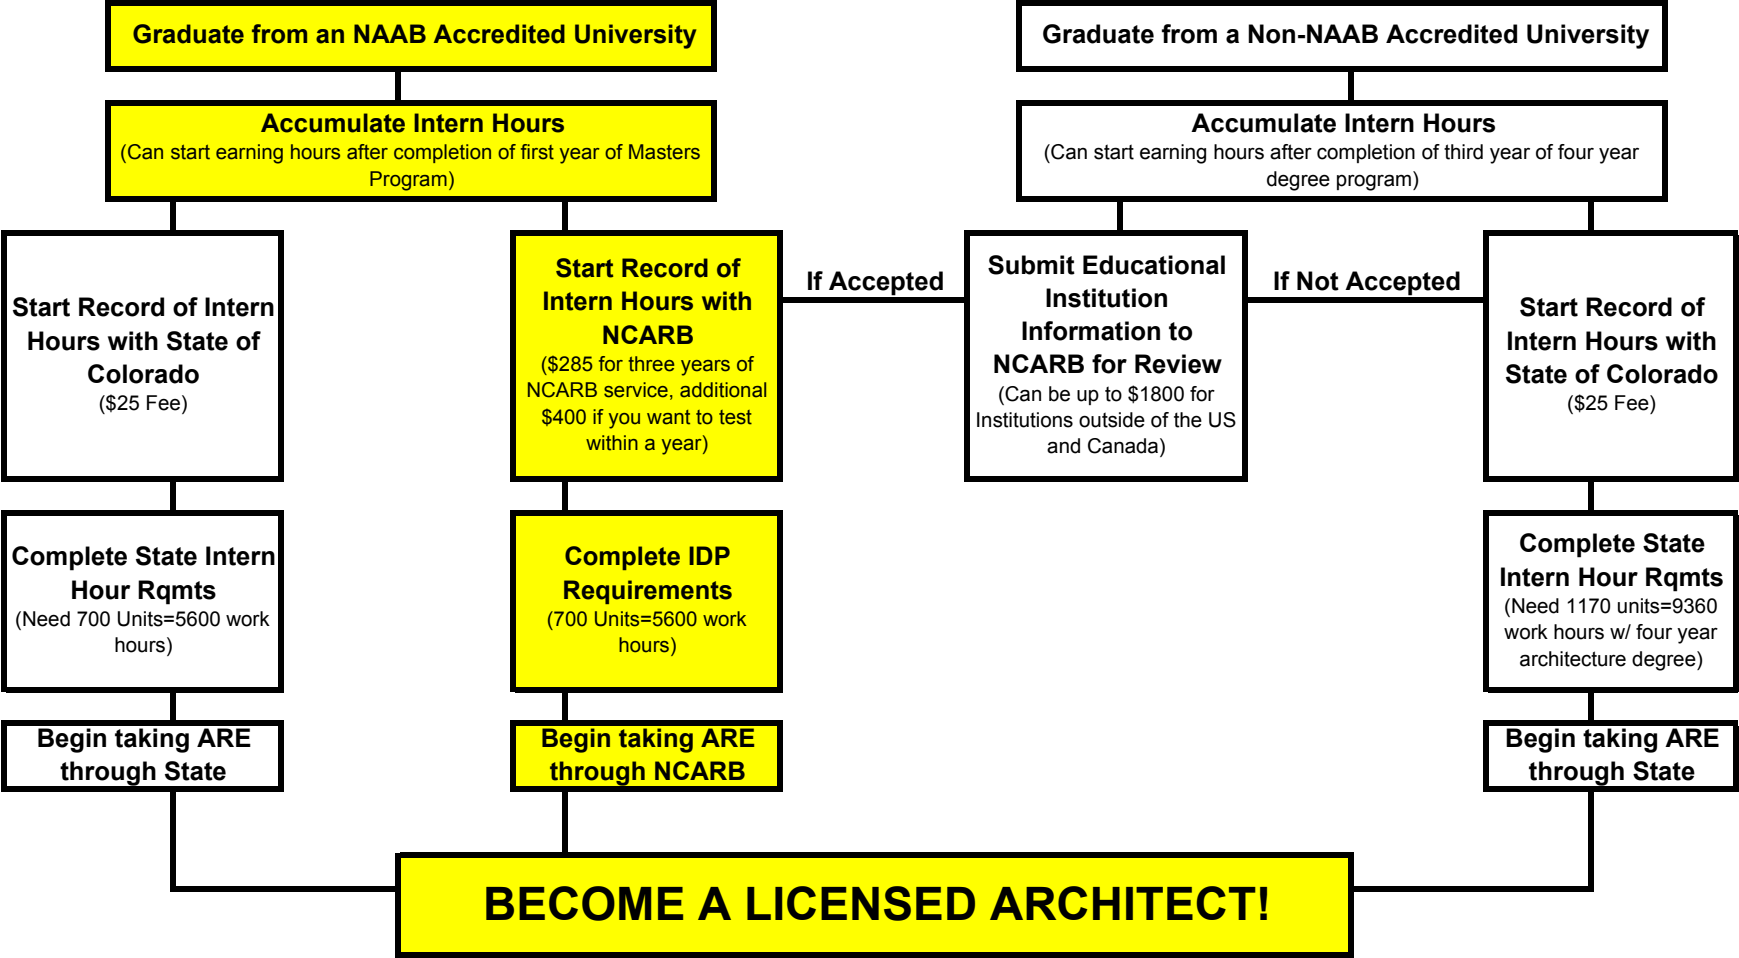 Graduate from an NAAB Accredited University
Graduate from a Non-NAAB Accredited University
Accumulate Intern Hours
(Can start earning hours after completion of first year of Masters
Program)
Accumulate Intern Hours
(Can start earning hours after completion of third year of four year
degree program)
Start Record of Intern
Hours with State of
Colorado
($25 Fee)
Start Record of
Intern Hours with
NCARB
($285 for three years of
NCARB service, additional
$400 if you want to test
within a year)
If Accepted
Submit Educational
Institution
Information to
NCARB for Review
(Can be up to $1800 for
Institutions outside of the US
and Canada)
If Not Accepted
Start Record of
Intern Hours with
State of Colorado
($25 Fee)
Complete State Intern
Hour Rqmts
(Need 700 Units=5600 work
hours)
Complete IDP
Requirements
(700 Units=5600 work
hours)
Complete State
Intern Hour Rqmts
(Need 1170 units=9360
work hours w/ four year
architecture degree)
Begin taking ARE
through State
Begin taking ARE
through NCARB
Begin taking ARE
through State
BECOME A LICENSED ARCHITECT!